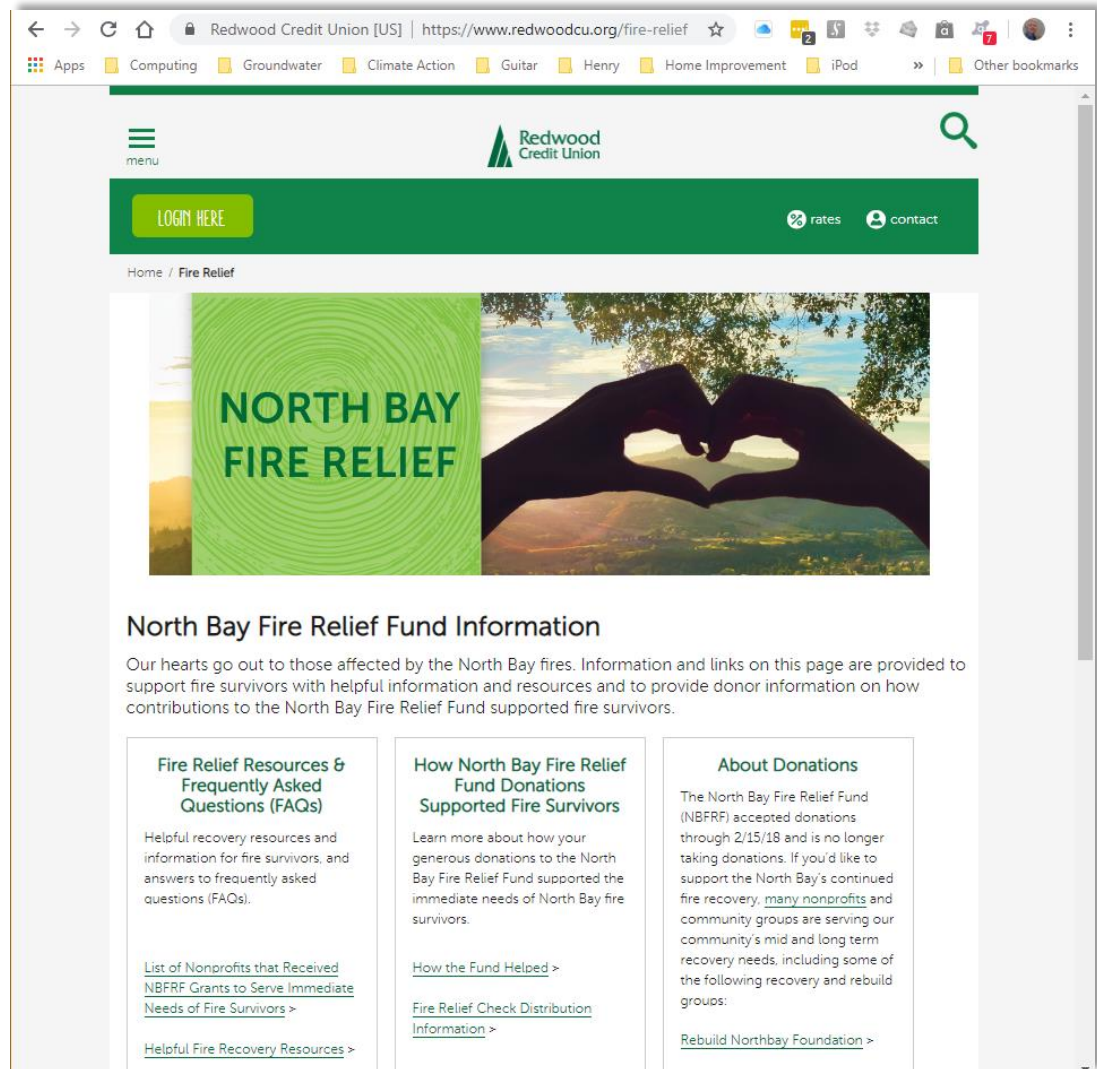 Redwood Credit Union [US] | https://www.redwoodcu.org/fire-relief
2
7
Apps Computing Groundwater Climate Action Guitar Henry Home Improvement iPod » Other bookmarks
menu
Redwood
Credit Union
LOGIN HERE
rates contact
Home / Fire Relief
NORTH BAY
FIRE RELIEF
North Bay Fire Relief Fund Information
Our hearts go out to those affected by the North Bay fires. Information and links on this page are provided to
support fire survivors with helpful information and resources and to provide donor information on how
contributions to the North Bay Fire Relief Fund supported fire survivors.
Fire Relief Resources &
Frequently Asked
Questions (FAQs)
Helpful recovery resources and
information for fire survivors, and
answers to frequently asked
questions (FAQs).
List of Nonprofits that Received
NBFRF Grants to Serve Immediate
Needs of Fire Survivors >
Helpful Fire Recovery Resources >
How North Bay Fire Relief
Fund Donations
Supported Fire Survivors
Learn more about how your
generous donations to the North
Bay Fire Relief Fund supported the
immediate needs of North Bay fire
survivors.
How the Fund Helped >
Fire Relief Check Distribution
Information >
About Donations
The North Bay Fire Relief Fund
(NBFRF) accepted donations
through 2/15/18 and is no longer
taking donations. If you'd like to
support the North Bay's continued
fire recovery, many nonprofits and
community groups are serving our
community's mid and long term
recovery needs, including some of
the following recovery and rebuild
groups:
Rebuild Northbay Foundation >